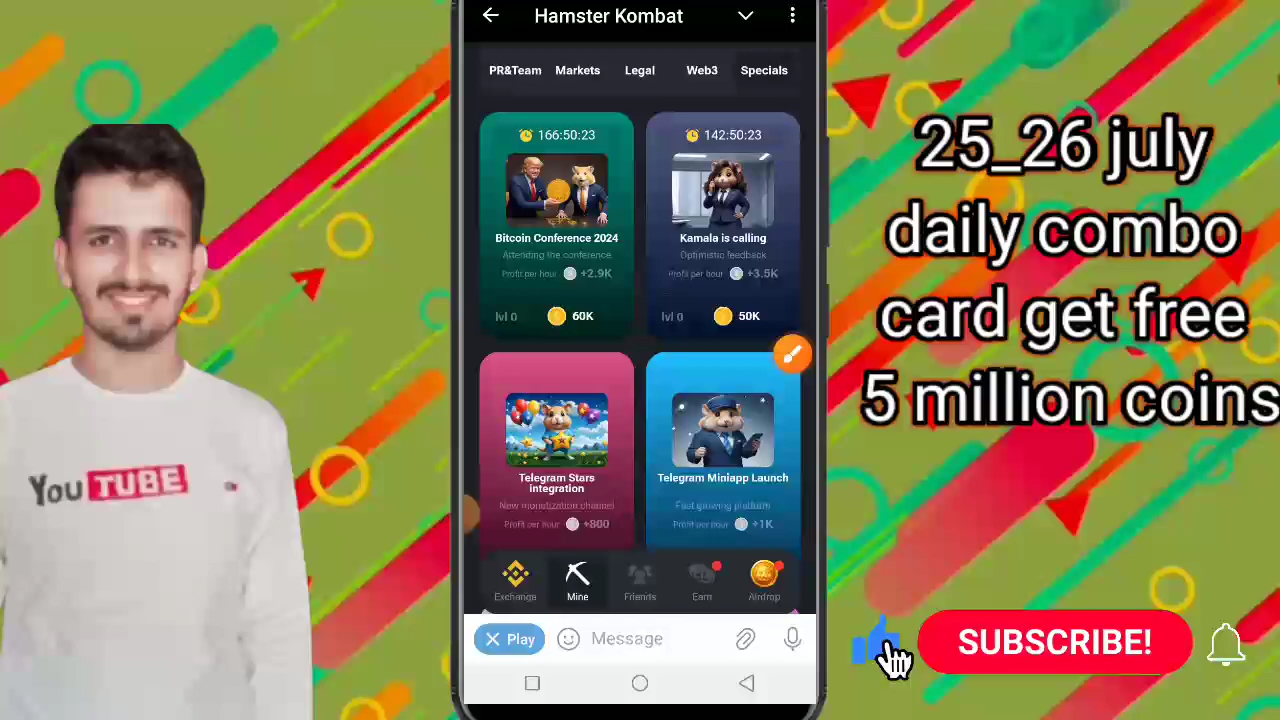 Hamster Kombat
PR&Team Markets Legal Web3 Specials
166:50:23
142:50:23
Bitcoin Conference 2024
Attending the conference
Profit per hour +2.9K
lvl 0 60K
Kamala is calling
Optimistic feedback
Profit per hour +3.5K
lvl 0 50K
Telegram Stars
integration
New monetization channel
Profit per hour +800
Telegram Miniapp Launch
Fast growing platform
Profit per hour +1K
Exchange Mine Friends Earn Airdrop
Play Message
You TUBE
25_26 july
daily combo
card get free
5 million coins
SUBSCRIBE!